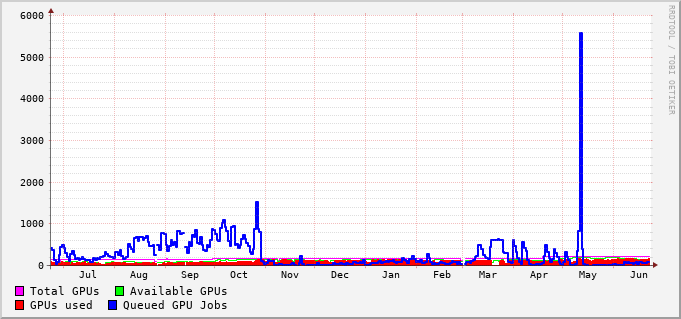 RRDTOOL / TOBI OETIKER
6000
5000
4000
3000
2000
1000
0
Jul Aug Sep Oct Nov Dec Jan Feb Mar Apr May Jun
Total GPUs Available GPUs
GPUs used Queued GPU Jobs